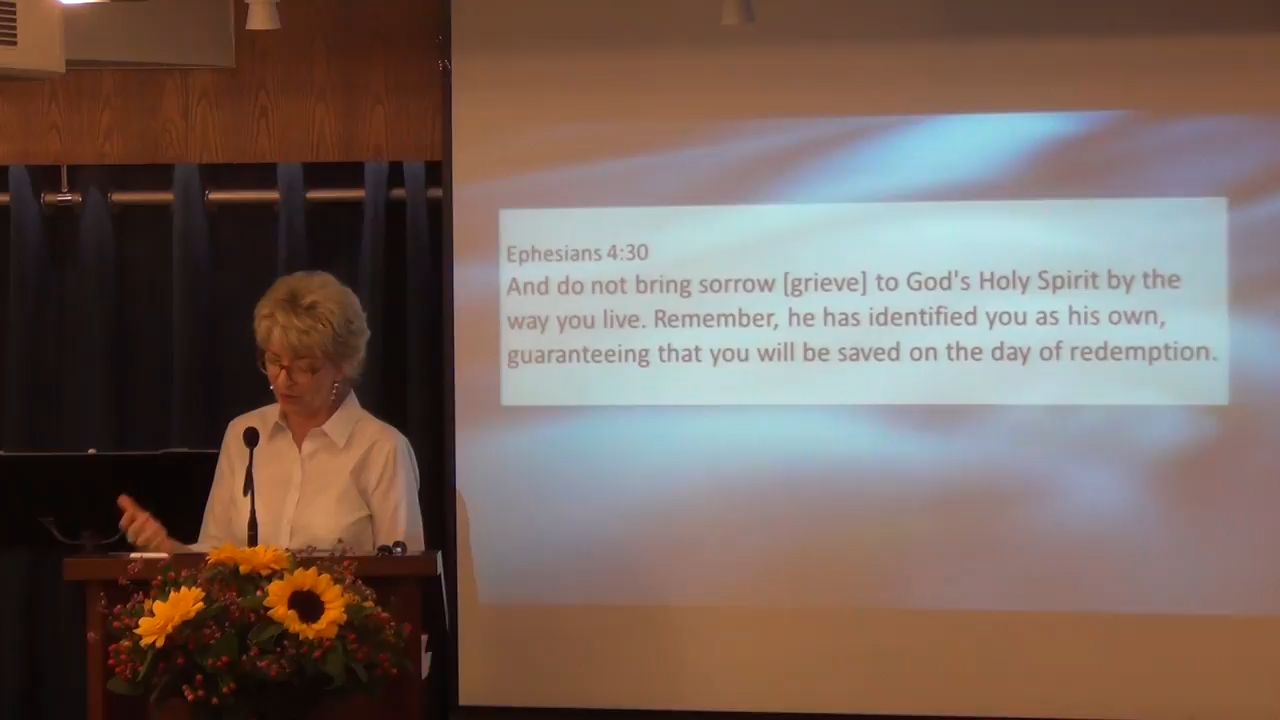 Ephesians 4:30
And do not bring sorrow [grieve] to God's Holy Spirit by the
way you live. Remember, he has identified you as his own,
guaranteeing that you will be saved on the day of redemption.